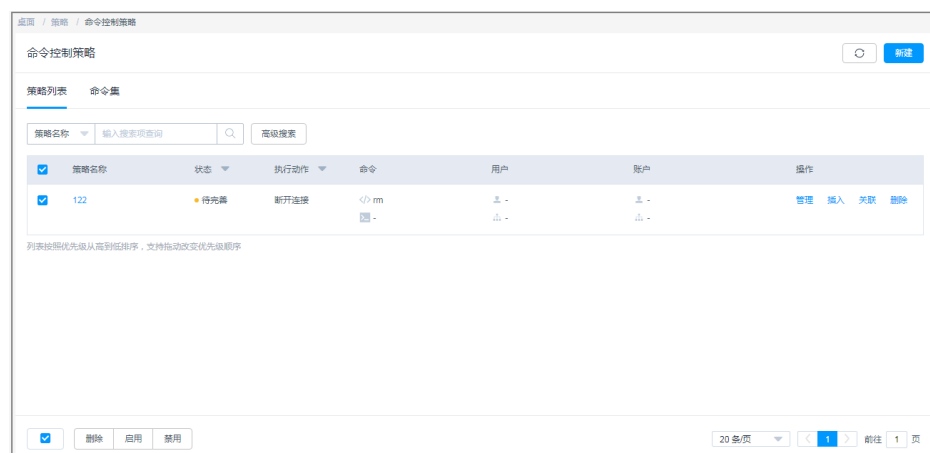 桌面 / 策略 / 命令控制策略
命令控制策略
新建
策略列表 命令集
策略名称 输入搜索项查询 高级搜索
策略名称 状态 执行动作 命令 用户 账户 操作
122 待完善 断开连接 </> rm - - 管理 插入 关联 删除
- - -
列表按照优先级从高到低排序，支持拖动改变优先级顺序
删除 启用 禁用 20 条/页 1 前往 1 页